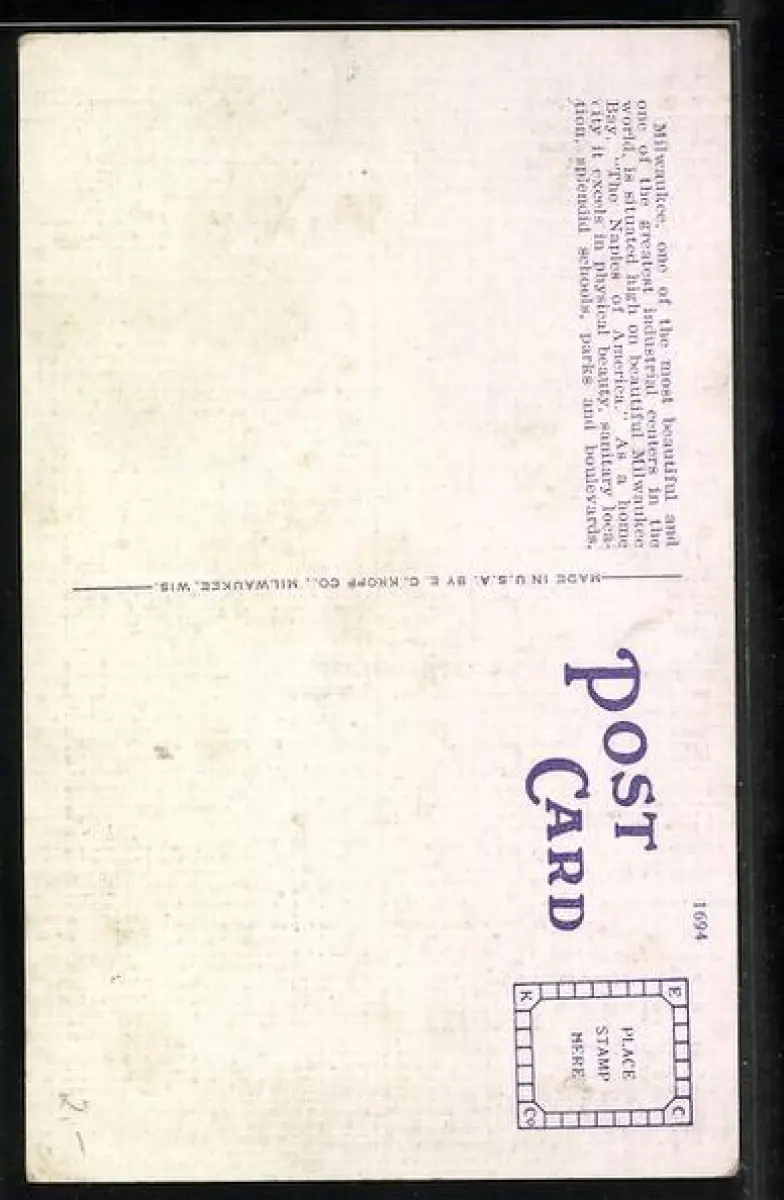 Milwaukee, one of the most beautiful and
one of the greatest industrial centers in the
world, is situated high on beautiful Milwaukee
Bay, "The Naples of America." As a home
city it excels in physical beauty, sanitary loca-
tion, splendid schools, parks and boulevards.
MADE IN U.S.A. BY E. C. KROPP CO., MILWAUKEE, WIS.
POST
CARD
1694
E C
PLACE
STAMP
HERE
K Co
2.-